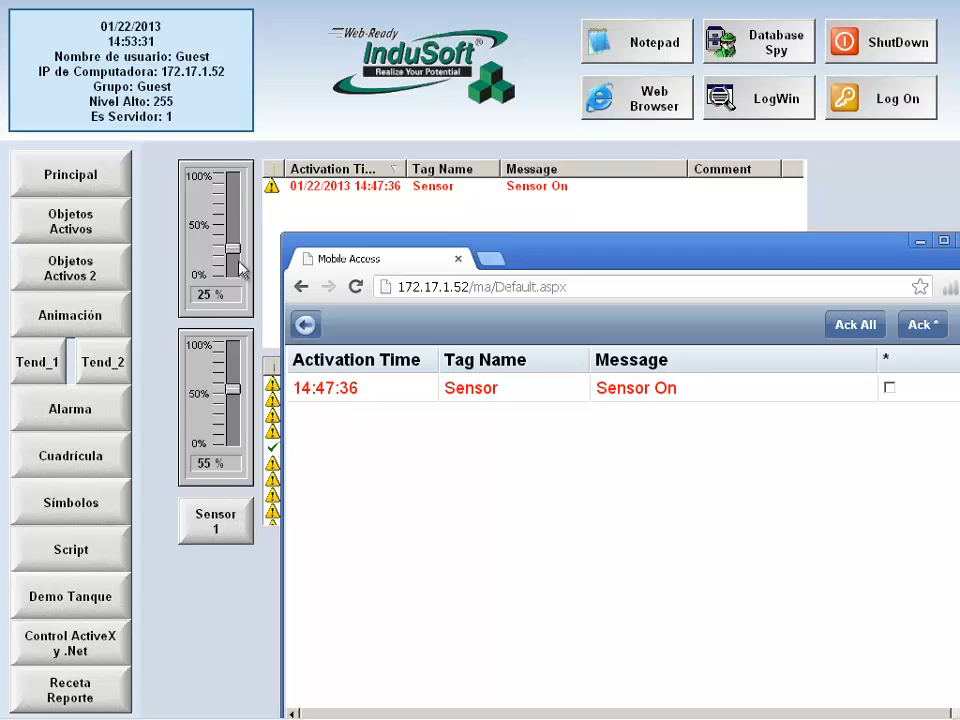 01/22/2013
14:53:31
Nombre de usuario: Guest
IP de Computadora: 172.17.1.52
Grupo: Guest
Nivel Alto: 255
Es Servidor: 1
Web-Ready
InduSoft®
Realize Your Potential
Notepad
Database
Spy
ShutDown
Web
Browser
LogWin
Log On
Principal
Objetos
Activos
Objetos
Activos 2
Animación
Tend_1
Tend_2
Alarma
Cuadrícula
Símbolos
Script
Demo Tanque
Control ActiveX
y .Net
Receta
Reporte
100%
50%
0%
25 %
100%
50%
0%
55 %
Sensor
1
Activation Ti... Tag Name Message Comment
01/22/2013 14:47:36 Sensor Sensor On
Mobile Access
172.17.1.52/ma/Default.aspx
Ack All
Ack *
Activation Time Tag Name Message *
14:47:36 Sensor Sensor On